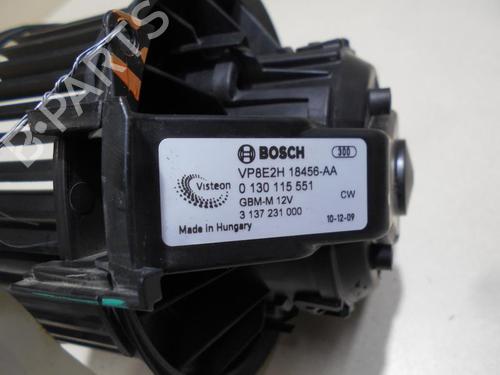 B-PARTS
BOSCH 300
VP8E2H 18456-AA
Visteon 0 130 115 551
GBM-M 12V CW
3 137 231 000 10-12-09
Made in Hungary